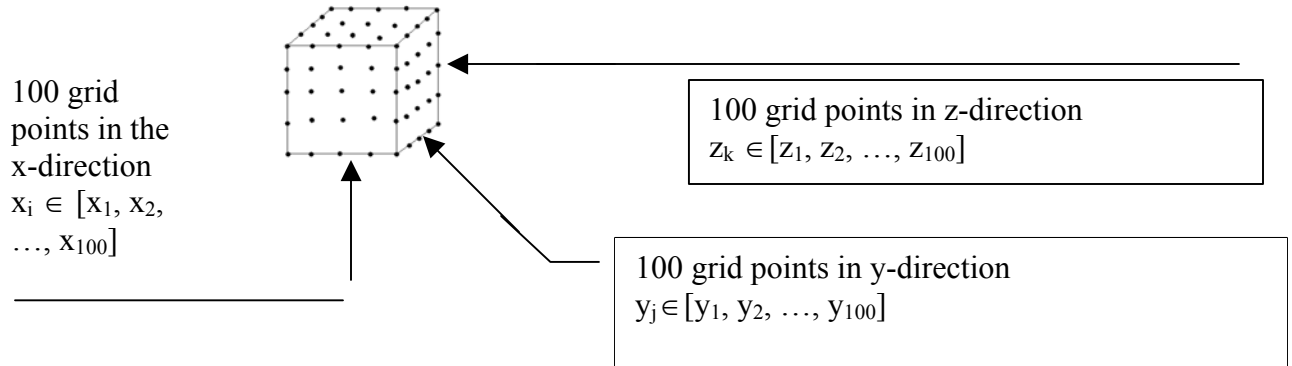 100 grid
points in the
x-direction
xᵢ ∈ [x₁, x₂,
…, x₁₀₀]
100 grid points in z-direction
zₖ ∈[z₁, z₂, …, z₁₀₀]
100 grid points in y-direction
yⱼ∈[y₁, y₂, …, y₁₀₀]